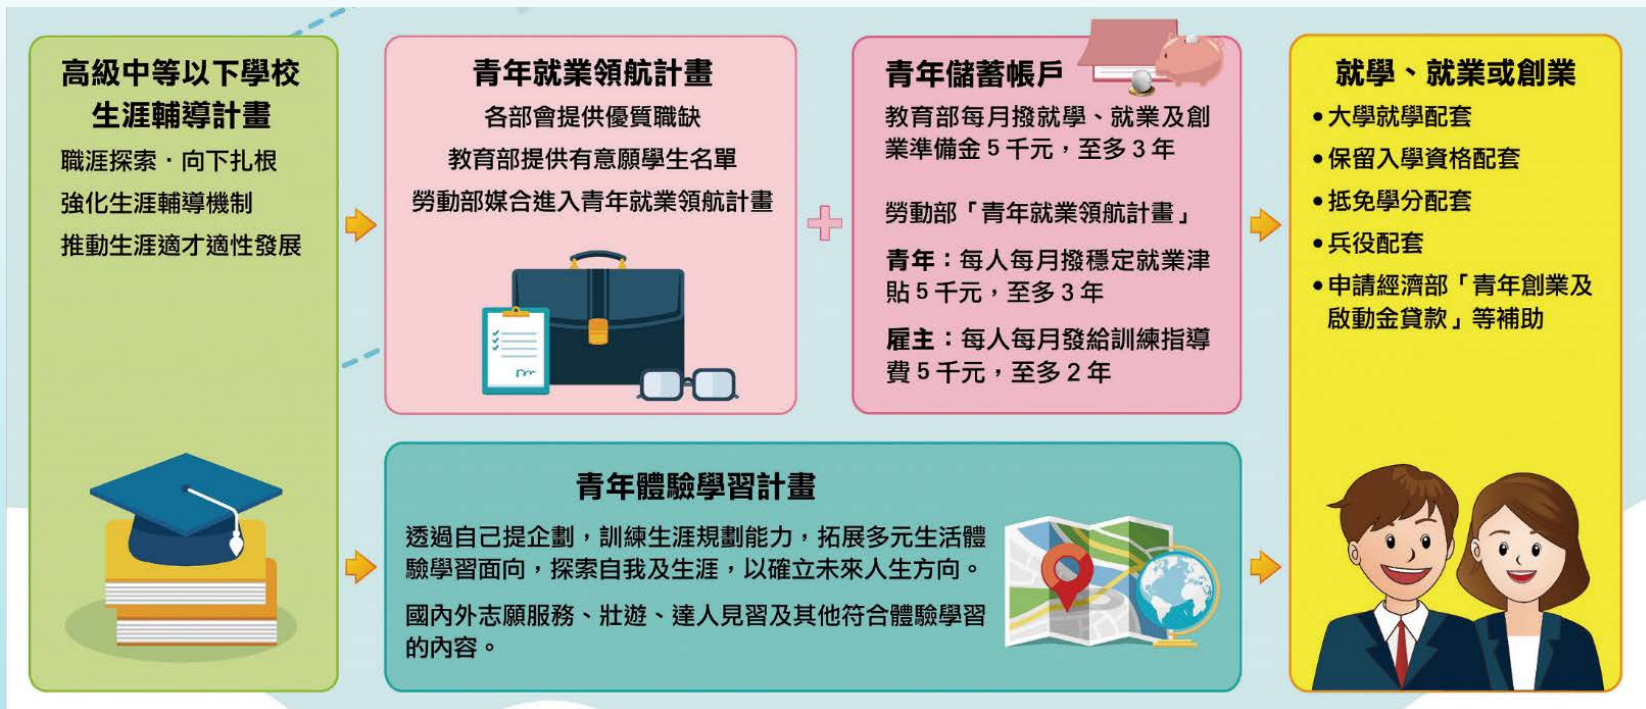 高級中等以下學校
生涯輔導計畫
職涯探索．向下扎根
強化生涯輔導機制
推動生涯適才適性發展
青年就業領航計畫
各部會提供優質職缺
教育部提供有意願學生名單
勞動部媒合進入青年就業領航計畫
青年儲蓄帳戶
教育部每月撥就學、就業及創
業準備金5千元，至多3年
勞動部「青年就業領航計畫」
青年：每人每月撥穩定就業津
貼5千元，至多3年
雇主：每人每月發給訓練指導
費5千元，至多2年
青年體驗學習計畫
透過自己提企劃，訓練生涯規劃能力，拓展多元生活體
驗學習面向，探索自我及生涯，以確立未來人生方向。
國內外志願服務、壯遊、達人見習及其他符合體驗學習
的內容。
就學、就業或創業
•大學就學配套
•保留入學資格配套
•抵免學分配套
•兵役配套
•申請經濟部「青年創業及
啟動金貸款」等補助